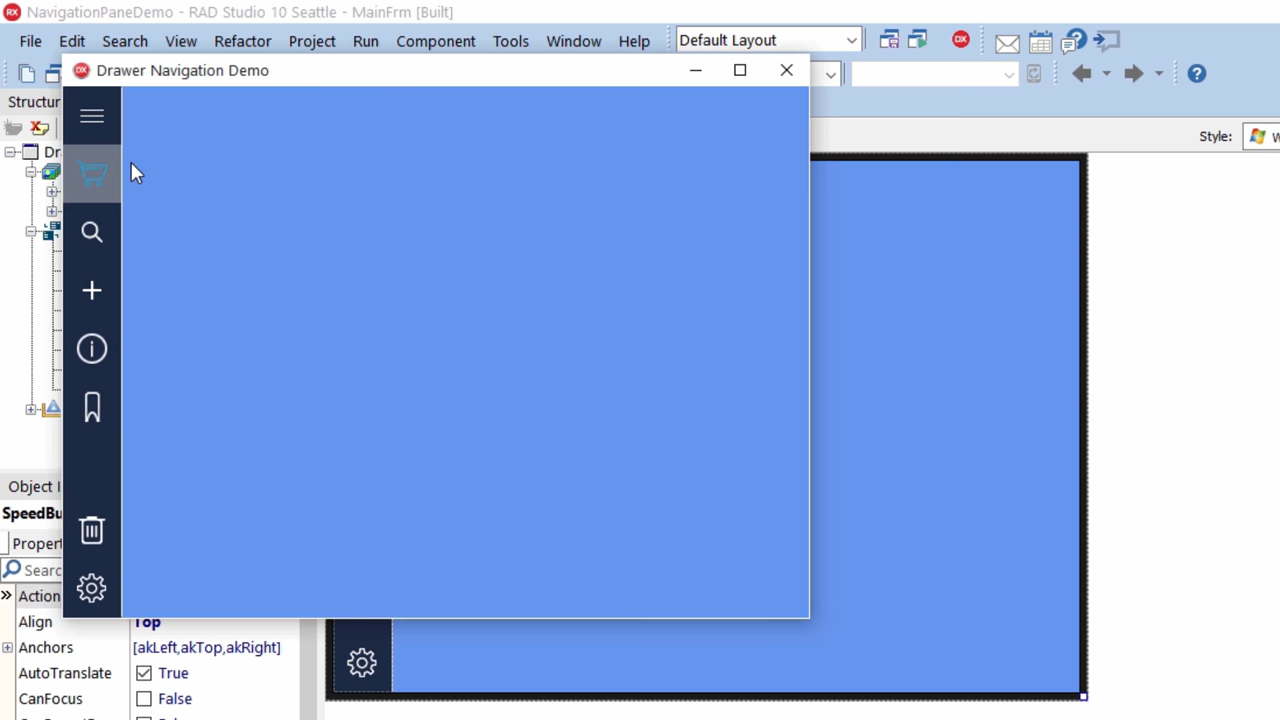 NavigationPaneDemo - RAD Studio 10 Seattle - MainFrm [Built]
File Edit Search View Refactor Project Run Component Tools Window Help
Default Layout
Drawer Navigation Demo
Structur
Style:
Dr
Object I
SpeedBu
Propert
Searc
Action
Align Top
Anchors [akLeft,akTop,akRight]
AutoTranslate True
CanFocus False